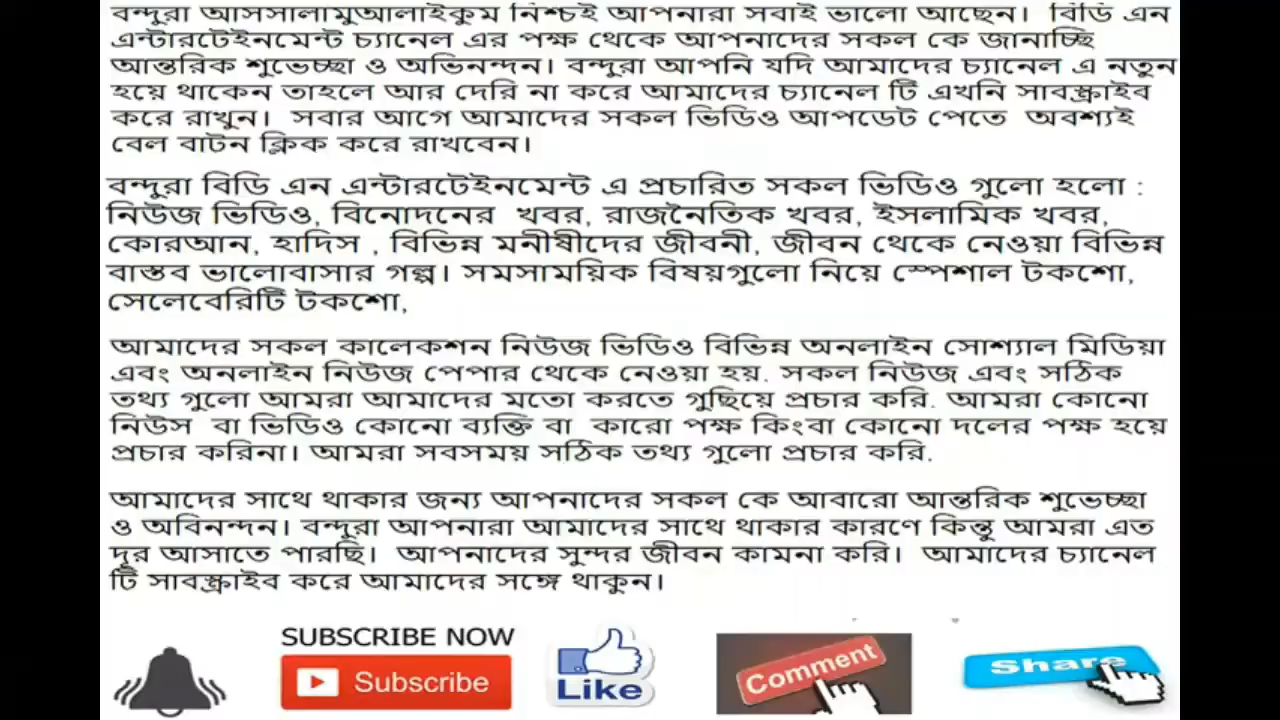 বন্দুরা আসসালামুআলাইকুম নিশ্চই আপনারা সবাই ভালো আছেন। বিডি এন
এন্টারটেইনমেন্ট চ্যানেল এর পক্ষ থেকে আপনাদের সকল কে জানাচ্ছি
আন্তরিক শুভেচ্ছা ও অভিনন্দন। বন্দুরা আপনি যদি আমাদের চ্যানেল এ নতুন
হয়ে থাকেন তাহলে আর দেরি না করে আমাদের চ্যানেল টি এখনি সাবস্ক্রাইব
করে রাখুন। সবার আগে আমাদের সকল ভিডিও আপডেট পেতে অবশ্যই
বেল বাটন ক্লিক করে রাখবেন।
বন্দুরা বিডি এন এন্টারটেইনমেন্ট এ প্রচারিত সকল ভিডিও গুলো হলো :
নিউজ ভিডিও, বিনোদনের খবর, রাজনৈতিক খবর, ইসলামিক খবর,
কোরআন, হাদিস , বিভিন্ন মনীষীদের জীবনী, জীবন থেকে নেওয়া বিভিন্ন
বাস্তব ভালোবাসার গল্প। সমসাময়িক বিষয়গুলো নিয়ে স্পেশাল টকশো,
সেলেবেরিটি টকশো,
আমাদের সকল কালেকশন নিউজ ভিডিও বিভিন্ন অনলাইন সোশ্যাল মিডিয়া
এবং অনলাইন নিউজ পেপার থেকে নেওয়া হয়. সকল নিউজ এবং সঠিক
তথ্য গুলো আমরা আমাদের মতো করতে গুছিয়ে প্রচার করি. আমরা কোনো
নিউস বা ভিডিও কোনো ব্যক্তি বা কারো পক্ষ কিংবা কোনো দলের পক্ষ হয়ে
প্রচার করিনা। আমরা সবসময় সঠিক তথ্য গুলো প্রচার করি.
আমাদের সাথে থাকার জন্য আপনাদের সকল কে আবারো আন্তরিক শুভেচ্ছা
ও অবিনন্দন। বন্দুরা আপনারা আমাদের সাথে থাকার কারণে কিন্তু আমরা এত
দূর আসাতে পারছি। আপনাদের সুন্দর জীবন কামনা করি। আমাদের চ্যানেল
টি সাবস্ক্রাইব করে আমাদের সঙ্গে থাকুন।
SUBSCRIBE NOW
Subscribe
Like
Comment
Share